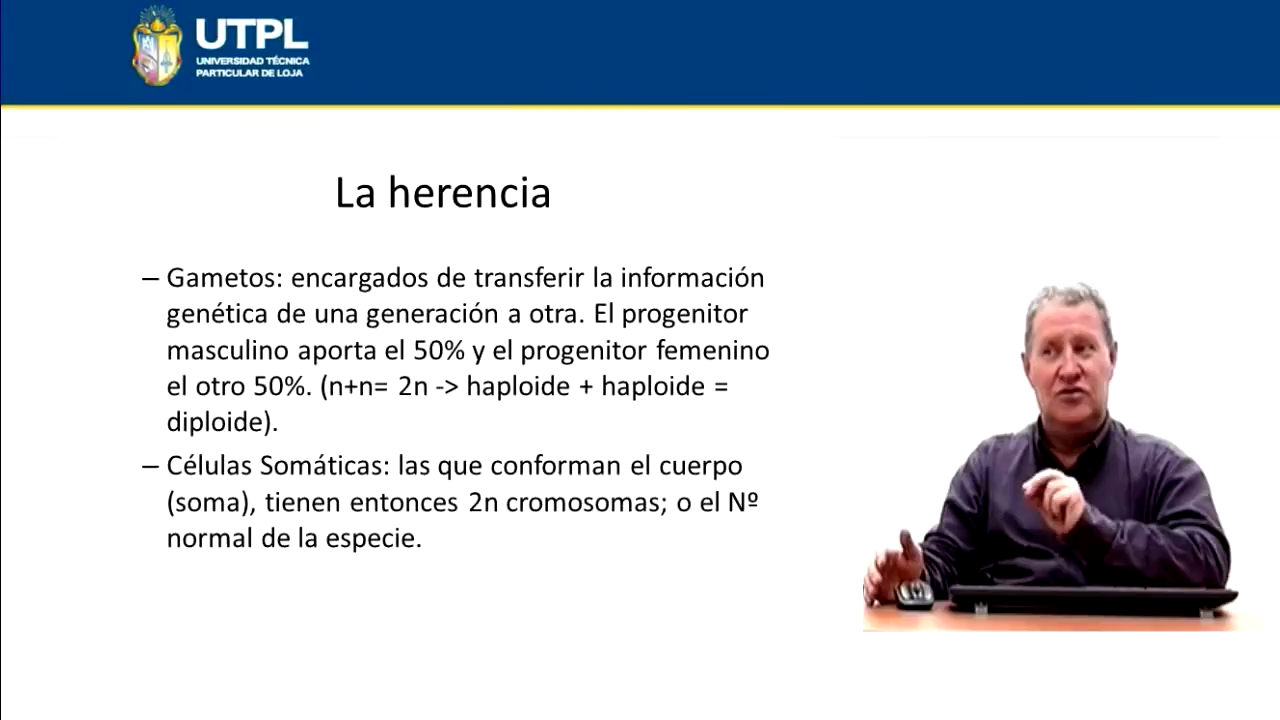 UTPL
UNIVERSIDAD TÉCNICA
PARTICULAR DE LOJA
La herencia
– Gametos: encargados de transferir la información
genética de una generación a otra. El progenitor
masculino aporta el 50% y el progenitor femenino
el otro 50%. (n+n= 2n -> haploide + haploide =
diploide).
– Células Somáticas: las que conforman el cuerpo
(soma), tienen entonces 2n cromosomas; o el Nº
normal de la especie.